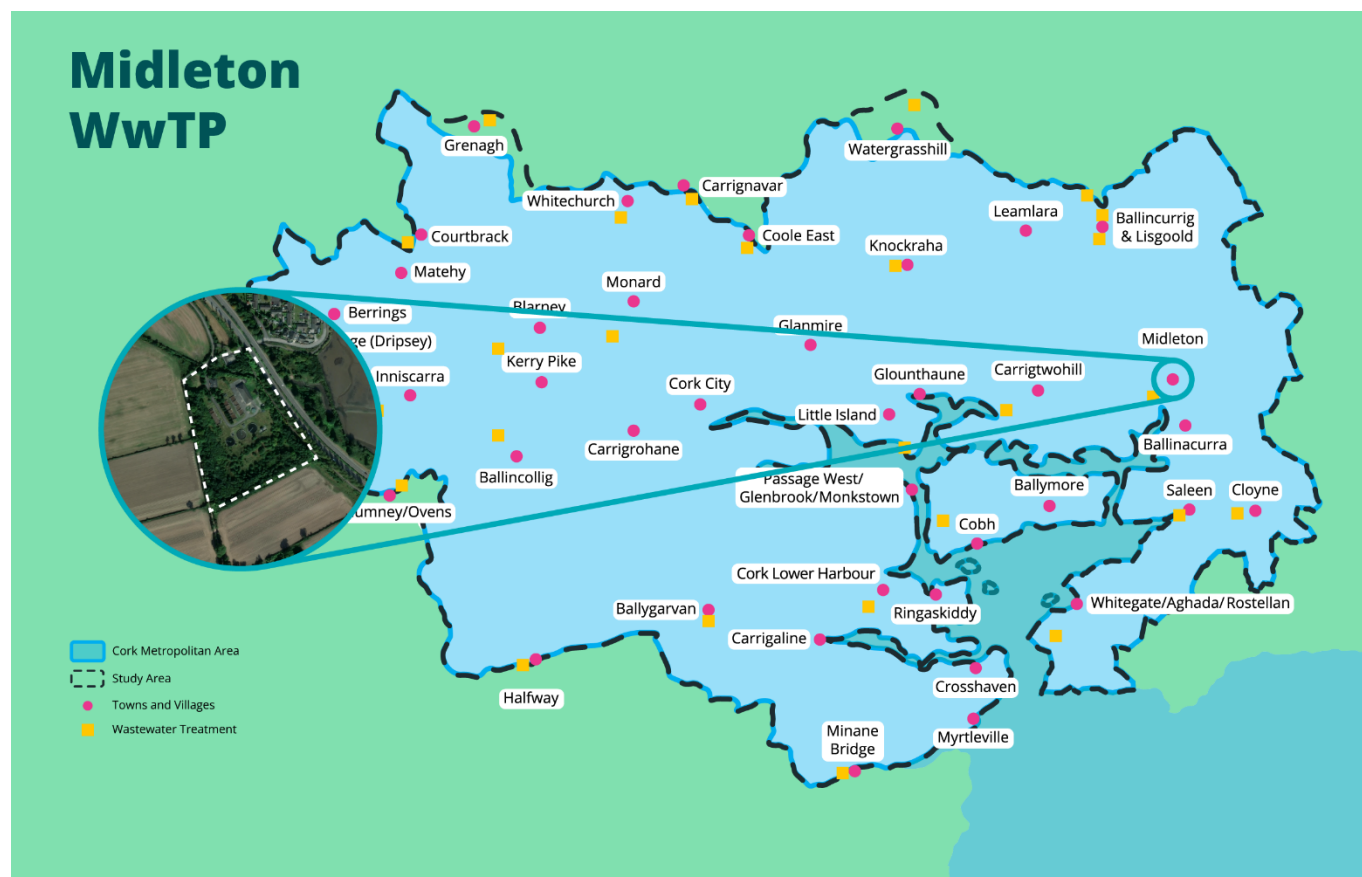 Midleton
WwTP
Grenagh
Watergrasshill
Carrignavar
Whitechurch
Leamlara
Ballincurrig
& Lisgoold
Courtbrack
Coole East
Knockraha
Matehy
Monard
Berrings
Blarney
Glanmire
Midleton
(Dripsey)
Kerry Pike
Inniscarra
Cork City
Glounthaune
Carrigtwohill
Little Island
Carrigrohane
Ballinacurra
Ballincollig
Passage West/
Glenbrook/Monkstown
Ballymore
Saleen
Cloyne
umney/Ovens
Cobh
Cork Lower Harbour
Ballygarvan
Ringaskiddy
Whitegate/Aghada/Rostellan
Carrigaline
Cork Metropolitan Area
Study Area
Towns and Villages
Wastewater Treatment
Halfway
Crosshaven
Minane
Bridge
Myrtleville